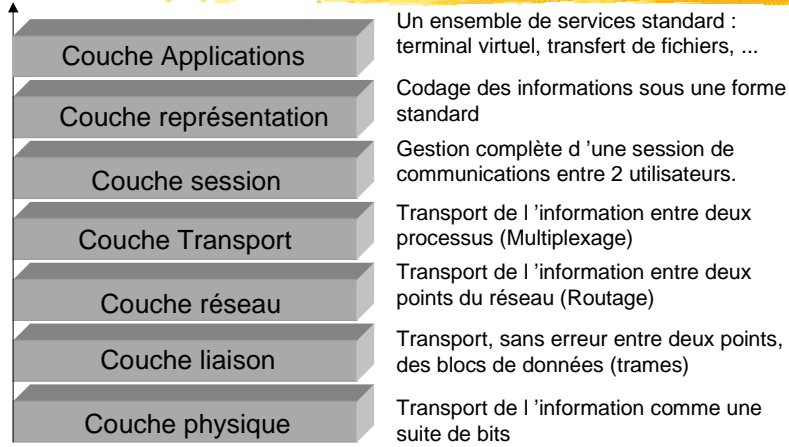 Couche Applications
Un ensemble de services standard :
terminal virtuel, transfert de fichiers, ...
Couche représentation
Codage des informations sous une forme
standard
Couche session
Gestion complète d ’une session de
communications entre 2 utilisateurs.
Couche Transport
Transport de l ’information entre deux
processus (Multiplexage)
Couche réseau
Transport de l ’information entre deux
points du réseau (Routage)
Couche liaison
Transport, sans erreur entre deux points,
des blocs de données (trames)
Couche physique
Transport de l ’information comme une
suite de bits